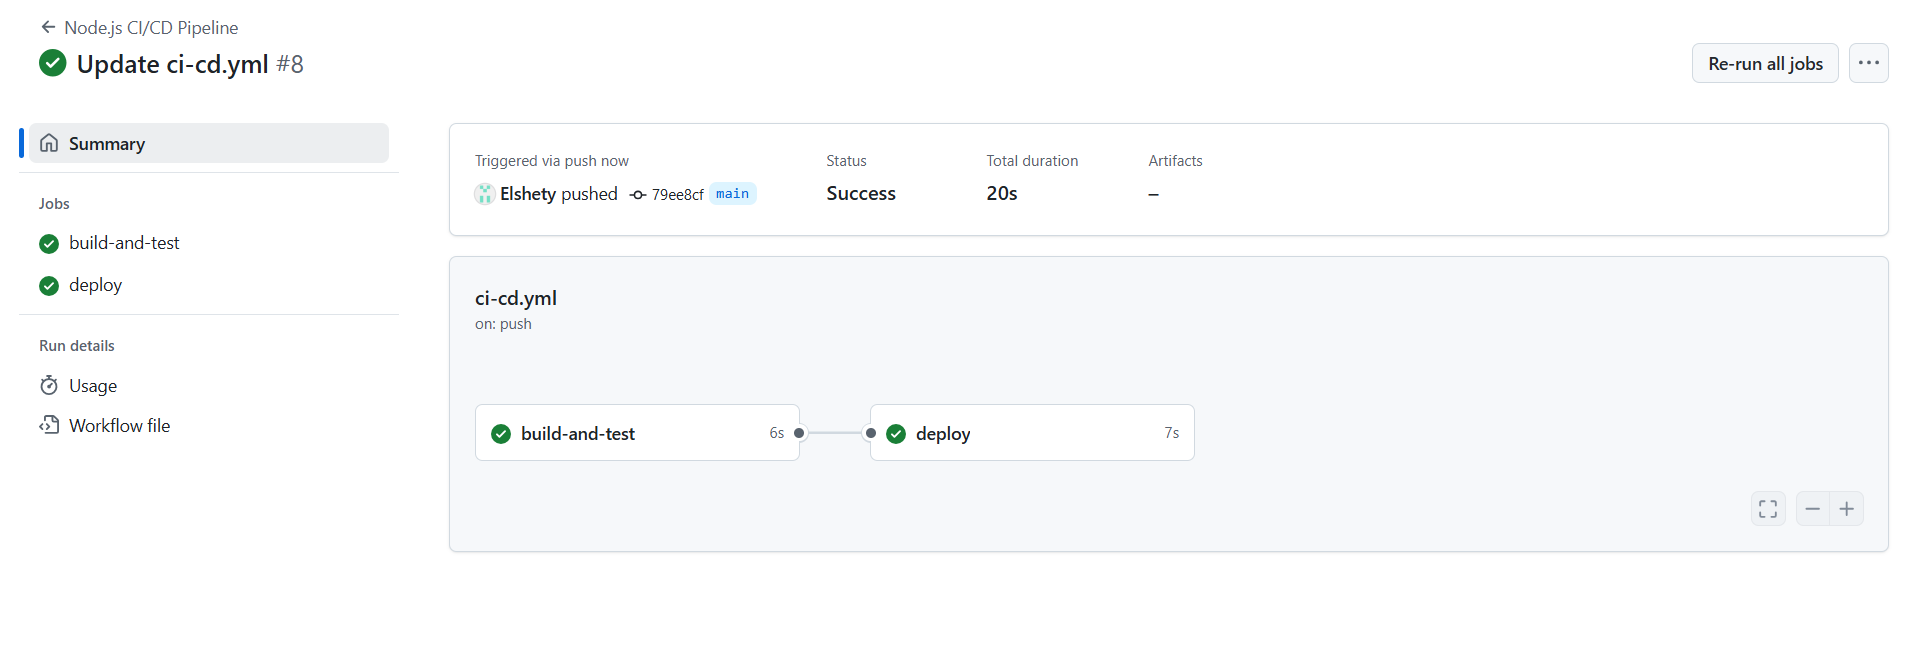 Node.js CI/CD Pipeline
Update ci-cd.yml #8
Re-run all jobs
Summary
Jobs
build-and-test
deploy
Run details
Usage
Workflow file
Triggered via push now
Elshety pushed 79ee8cf main
Status
Success
Total duration
20s
Artifacts
–
ci-cd.yml
on: push
build-and-test 6s
deploy 7s